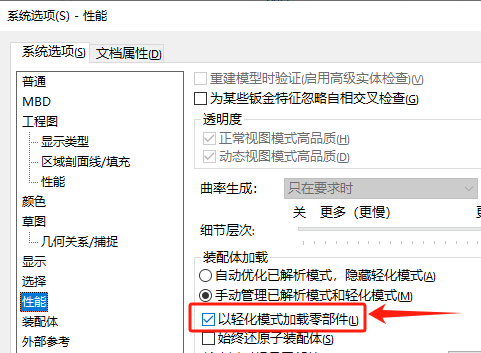 系统选项(S) - 性能
系统选项(S) 文档属性(D)
普通
MBD
工程图
显示类型
区域剖面线/填充
性能
颜色
草图
几何关系/捕捉
显示
选择
性能
装配体
外部参考
重建模型时验证(启用高级实体检查)(V)
为某些钣金特征忽略自相交叉检查(G)
透明度
正常视图模式高品质(H)
动态视图模式高品质(D)
曲率生成: 只在要求时
关 更多（更慢）
细节层次:
装配体加载
自动优化已解析模式，隐藏轻化模式(A)
手动管理已解析模式和轻化模式(M)
以轻化模式加载零部件(L)
始终还原子装配体(S)